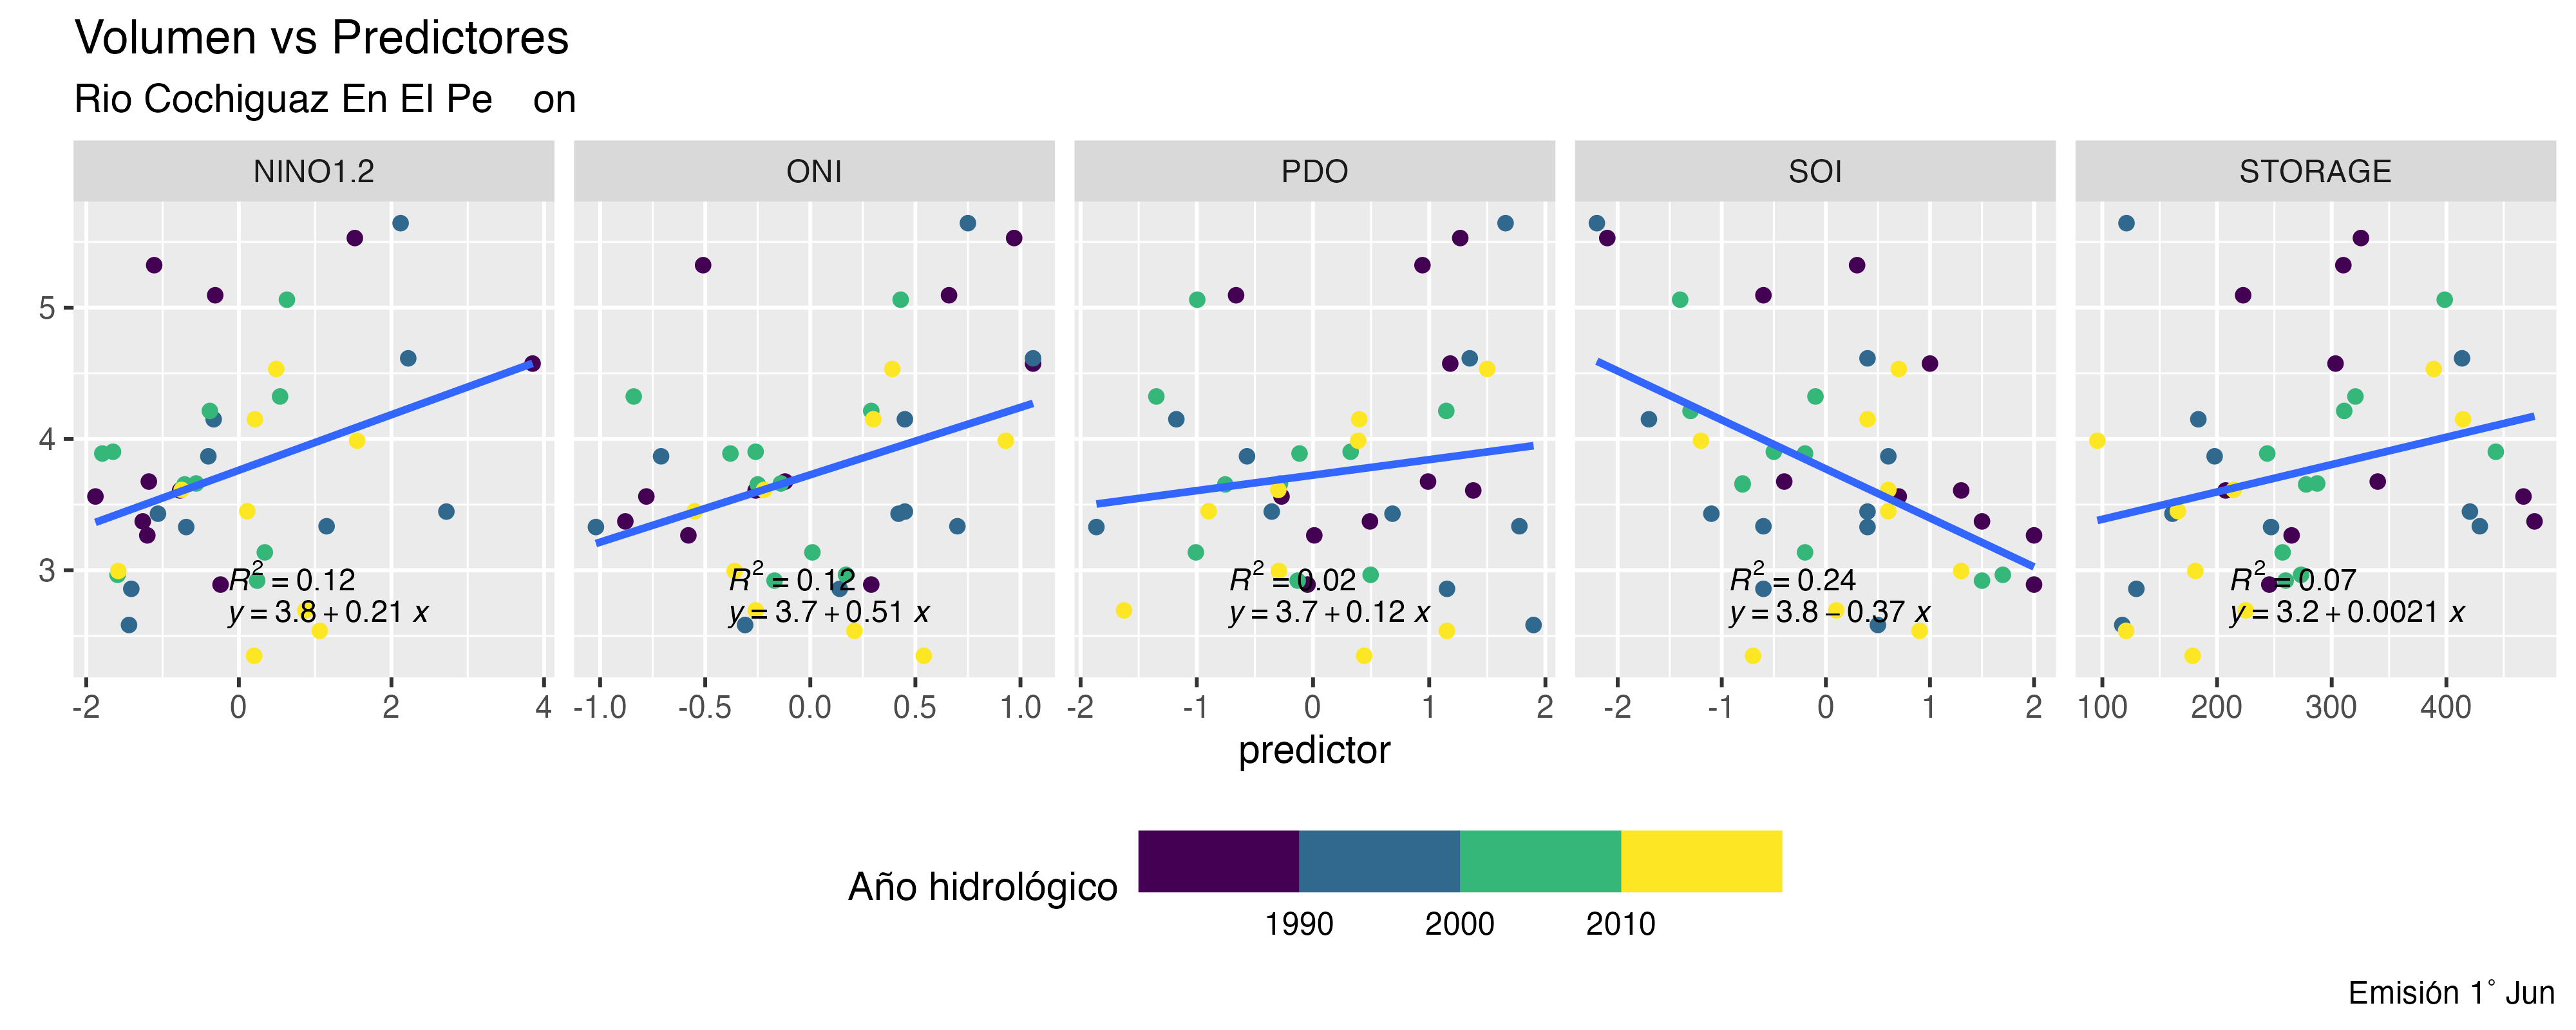 Volumen vs Predictores
Rio Cochiguaz En El Pe    on
NINO1.2 ONI PDO SOI STORAGE
5
4
3
R² = 0.12 R² = 0.12 R² = 0.02 R² = 0.24 R² = 0.07
y = 3.8 + 0.21 x y = 3.7 + 0.51 x y = 3.7 + 0.12 x y = 3.8 − 0.37 x y = 3.2 + 0.0021 x
-2 0 2 4 -1.0 -0.5 0.0 0.5 1.0 -2 -1 0 1 2 -2 -1 0 1 2 100 200 300 400
predictor
Año hidrológico
1990 2000 2010
Emisión 1° Jun